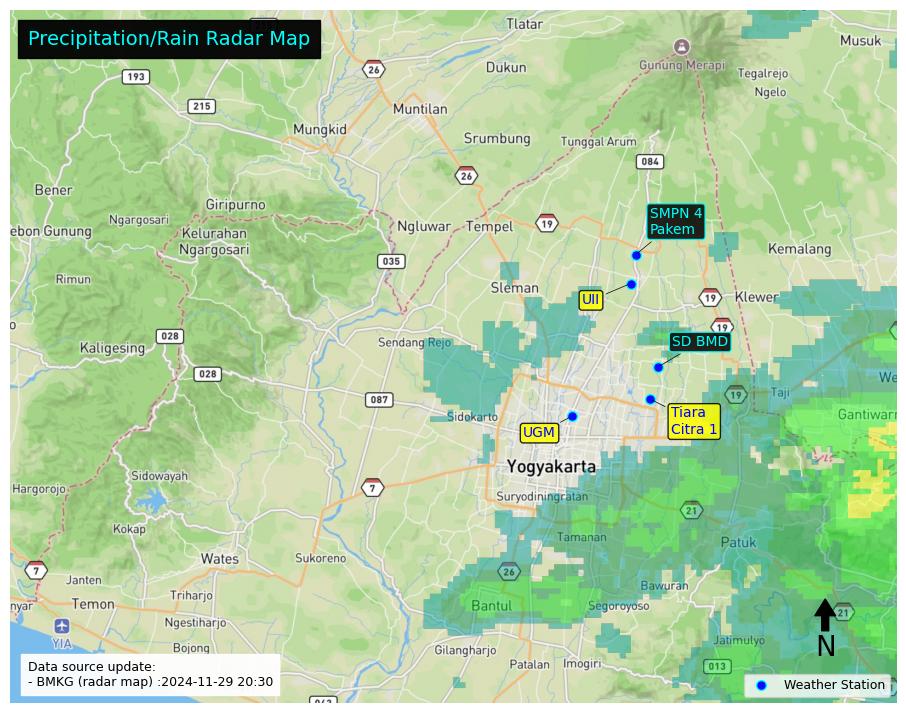 Precipitation/Rain Radar Map
Tlatar
Musuk
Gunung Merapi
Tegalrejo
Ngelo
26
193
Dukun
215
Muntilan
Mungkid
Srumbung
Tunggal Arum
084
26
Bener
Giripurno
Ngargosari
Kelurahan
Ngargosari
Ngluwar
Tempel
19
SMPN 4
Pakem
Kemalang
035
Rimun
Sleman
UII
19
Klewer
19
028
Kaligesing
Sendang Rejo
SD BMD
028
087
Sidokarto
19
Taji
Tiara
Citra 1
UGM
Yogyakarta
Sidowayah
Hargorojo
7
Suryodiningratan
21
Kokap
Tamanan
Patuk
Wates
Sukoreno
7
26
Janten
Triharjo
Bawuran
Temon
Bantul
Segoroyoso
21
YIA
Ngestiharjo
Jatimulyo
Bojong
Gilangharjo
Patalan
Imogiri
013
N
Data source update:
- BMKG (radar map) :2024-11-29 20:30
Weather Station